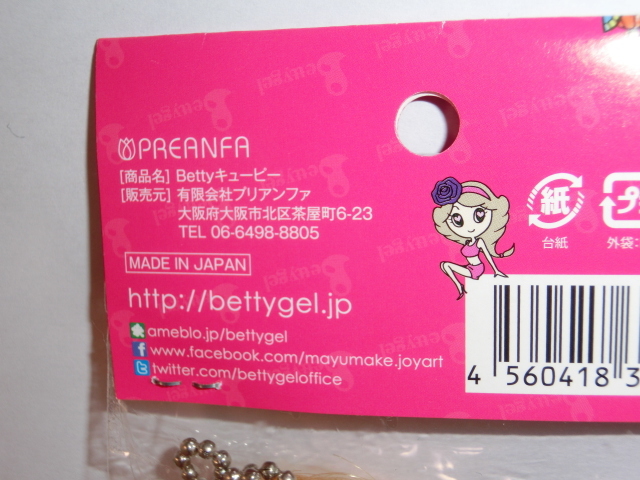 PREANFA
[商品名] Bettyキューピー
[販売元] 有限会社プリアンファ
大阪府大阪市北区茶屋町6-23
TEL 06-6498-8805
MADE IN JAPAN
http://bettygel.jp
ameblo.jp/bettygel
www.facebook.com/mayumake.joyart
twitter.com/bettygeloffice
紙
台紙
プラ
外袋:
4 560418 3
Bettygel